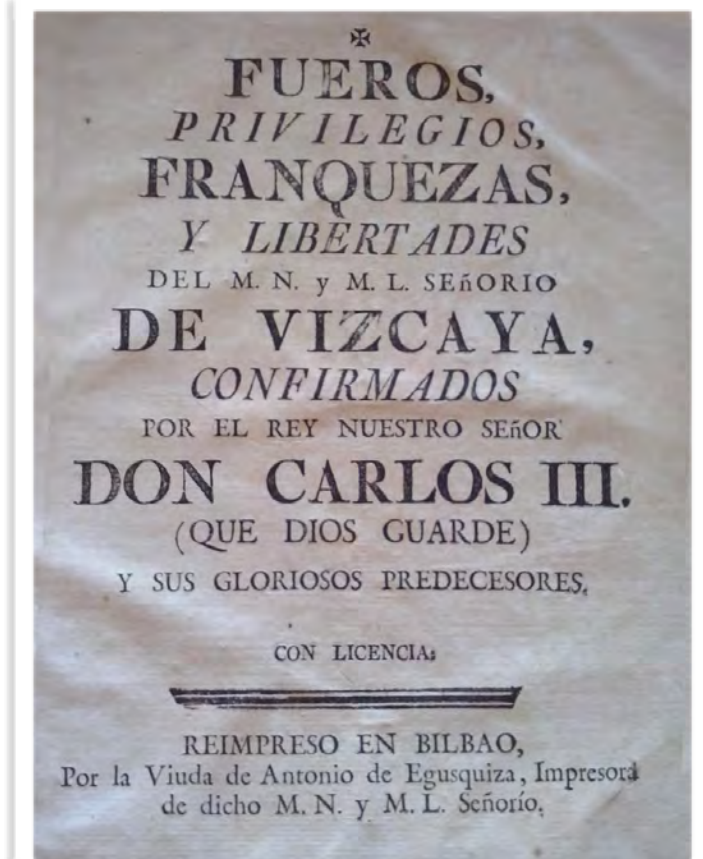 ✠
FUEROS,
PRIVILEGIOS,
FRANQUEZAS,
Y LIBERTADES
DEL M. N. y M. L. SEñORIO
DE VIZCAYA,
CONFIRMADOS
POR EL REY NUESTRO SEñOR
DON CARLOS III.
(QUE DIOS GUARDE)
Y SUS GLORIOSOS PREDECESORES.
CON LICENCIA:
REIMPRESO EN BILBAO,
Por la Viuda de Antonio de Egusquiza, Impresora
de dicho M. N. y M. L. Señorío.